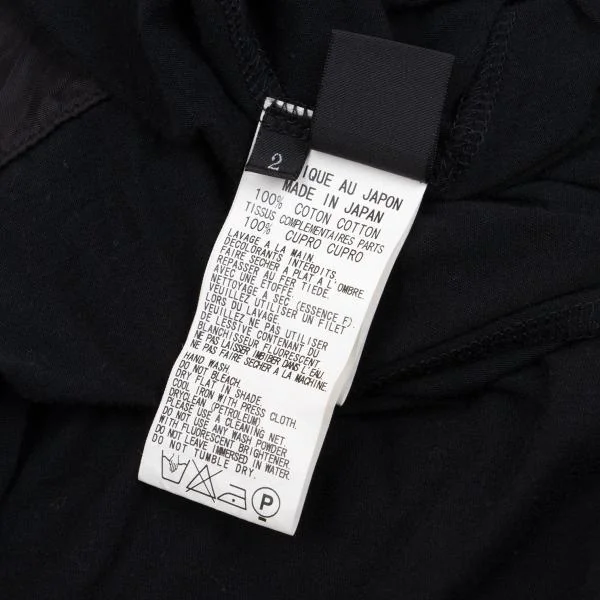 2
IQUE AU JAPON
MADE IN JAPAN
100% COTON COTTON
TISSUS COMPLEMENTAIRES PARTS
100% CUPRO CUPRO
LAVAGE A LA MAIN.
DECOLORANTS INTERDITS.
FAIRE SECHER A PLAT A L'OMBRE.
REPASSER AU FER TIEDE.
AVEC UNE ETOFFE.
NETTOYAGE A SEC (ESSENCE F).
VEUILLEZ UTILISER UN FILET
LORS DU LAVAGE.
VEUILLEZ NE PAS UTILISER
DE LESSIVE CONTENANT DU
BLANCHISSEUR FLUORESCENT
NE PAS LAISSER IMBIBER DANS L'EAU.
NE PAS FAIRE SECHER A LA MACHINE.
HAND WASH
DO NOT BLEACH.
DRY FLAT IN SHADE.
COOL IRON WITH PRESS CLOTH.
DRYCLEAN (PETROLEUM)
PLEASE USE A CLEANING NET
DO NOT USE ANY WASH POWDER
WITH FLUORESCENT BRIGHTENER
DO NOT LEAVE IMMERSED IN WATER
DO NOT TUMBLE DRY.
P